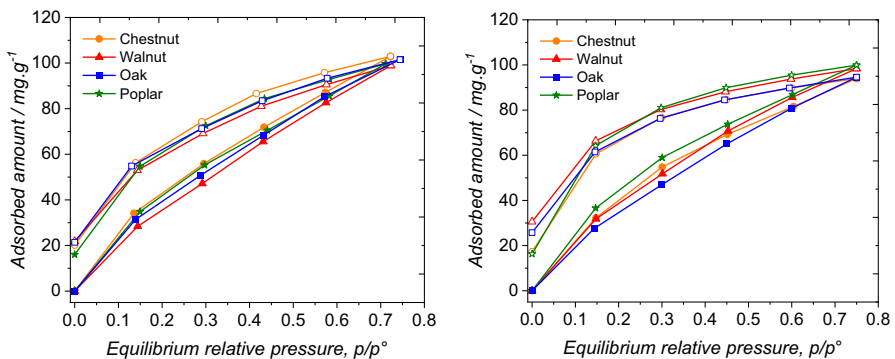 120
100
80
60
40
20
0
0.0 0.1 0.2 0.3 0.4 0.5 0.6 0.7 0.8
Adsorbed amount / mg.g-1
Equilibrium relative pressure, p/p°
Chestnut
Walnut
Oak
Poplar
120
100
80
60
40
20
0
0.0 0.1 0.2 0.3 0.4 0.5 0.6 0.7 0.8
Adsorbed amount / mg.g-1
Equilibrium relative pressure, p/p°
Chestnut
Walnut
Oak
Poplar